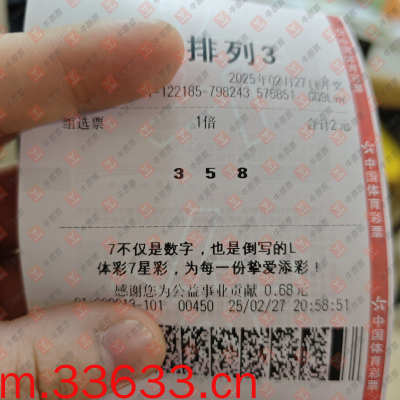 排列3
2025年02月27日
-122185-798243 579851
组选票 1倍 合计2元
3 5 8
7不仅是数字，也是倒写的L
体彩7星彩，为每一份挚爱添彩！
感谢您为公益事业贡献 0.68元
-101 00450 25/02/27 20:58:51
中国体育彩票
中国体育彩票
m.33633.cn